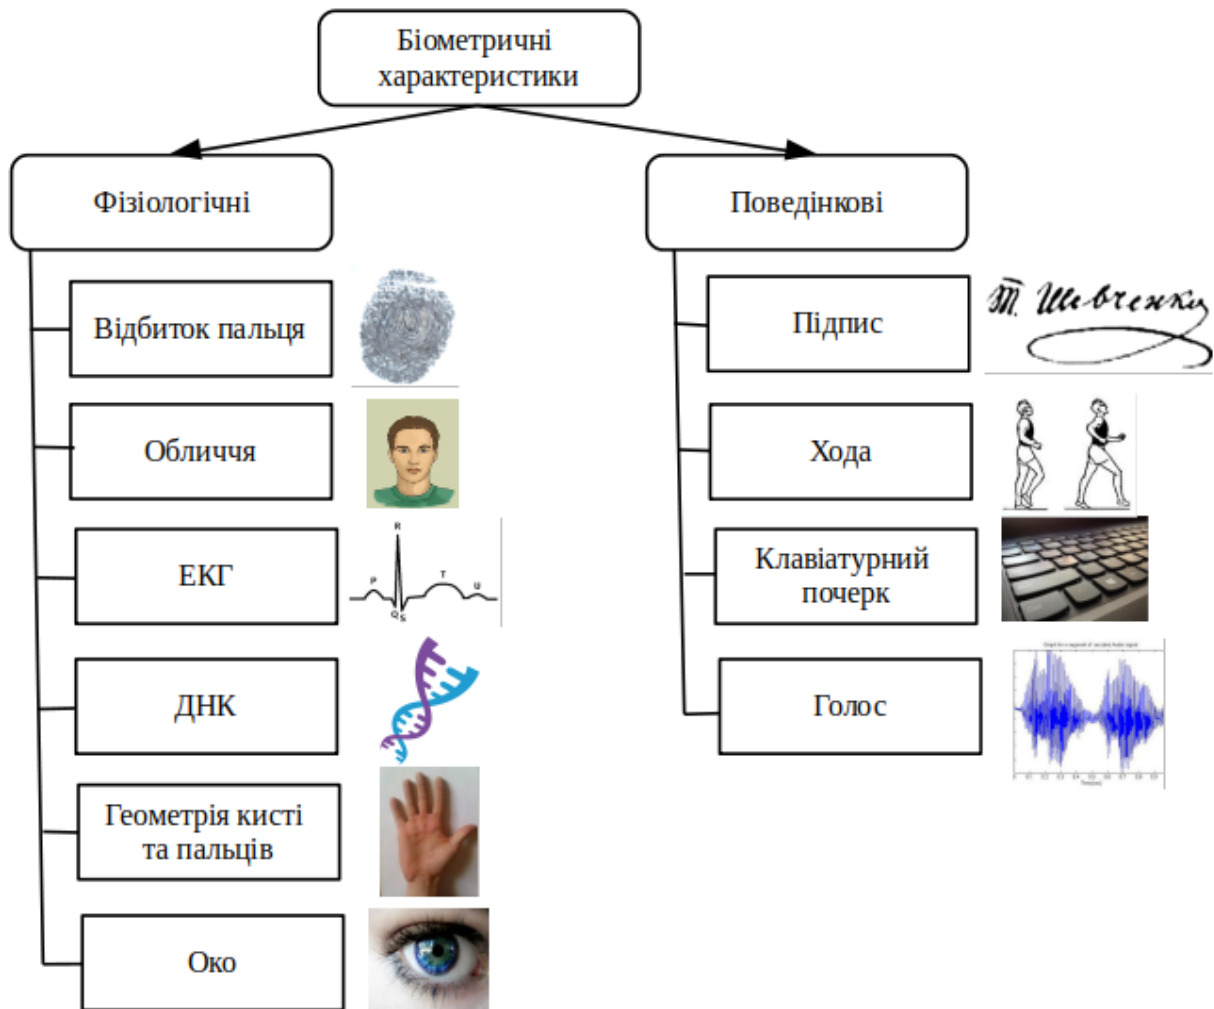 Біометричні
характеристики
Фізіологічні
Поведінкові
Відбиток пальця
Підпис
Т. Шевченко
Обличчя
Хода
ЕКГ
R
P
T
U
Q
S
Клавіатурний
почерк
ДНК
Голос
Геометрія кисті
та пальців
Око